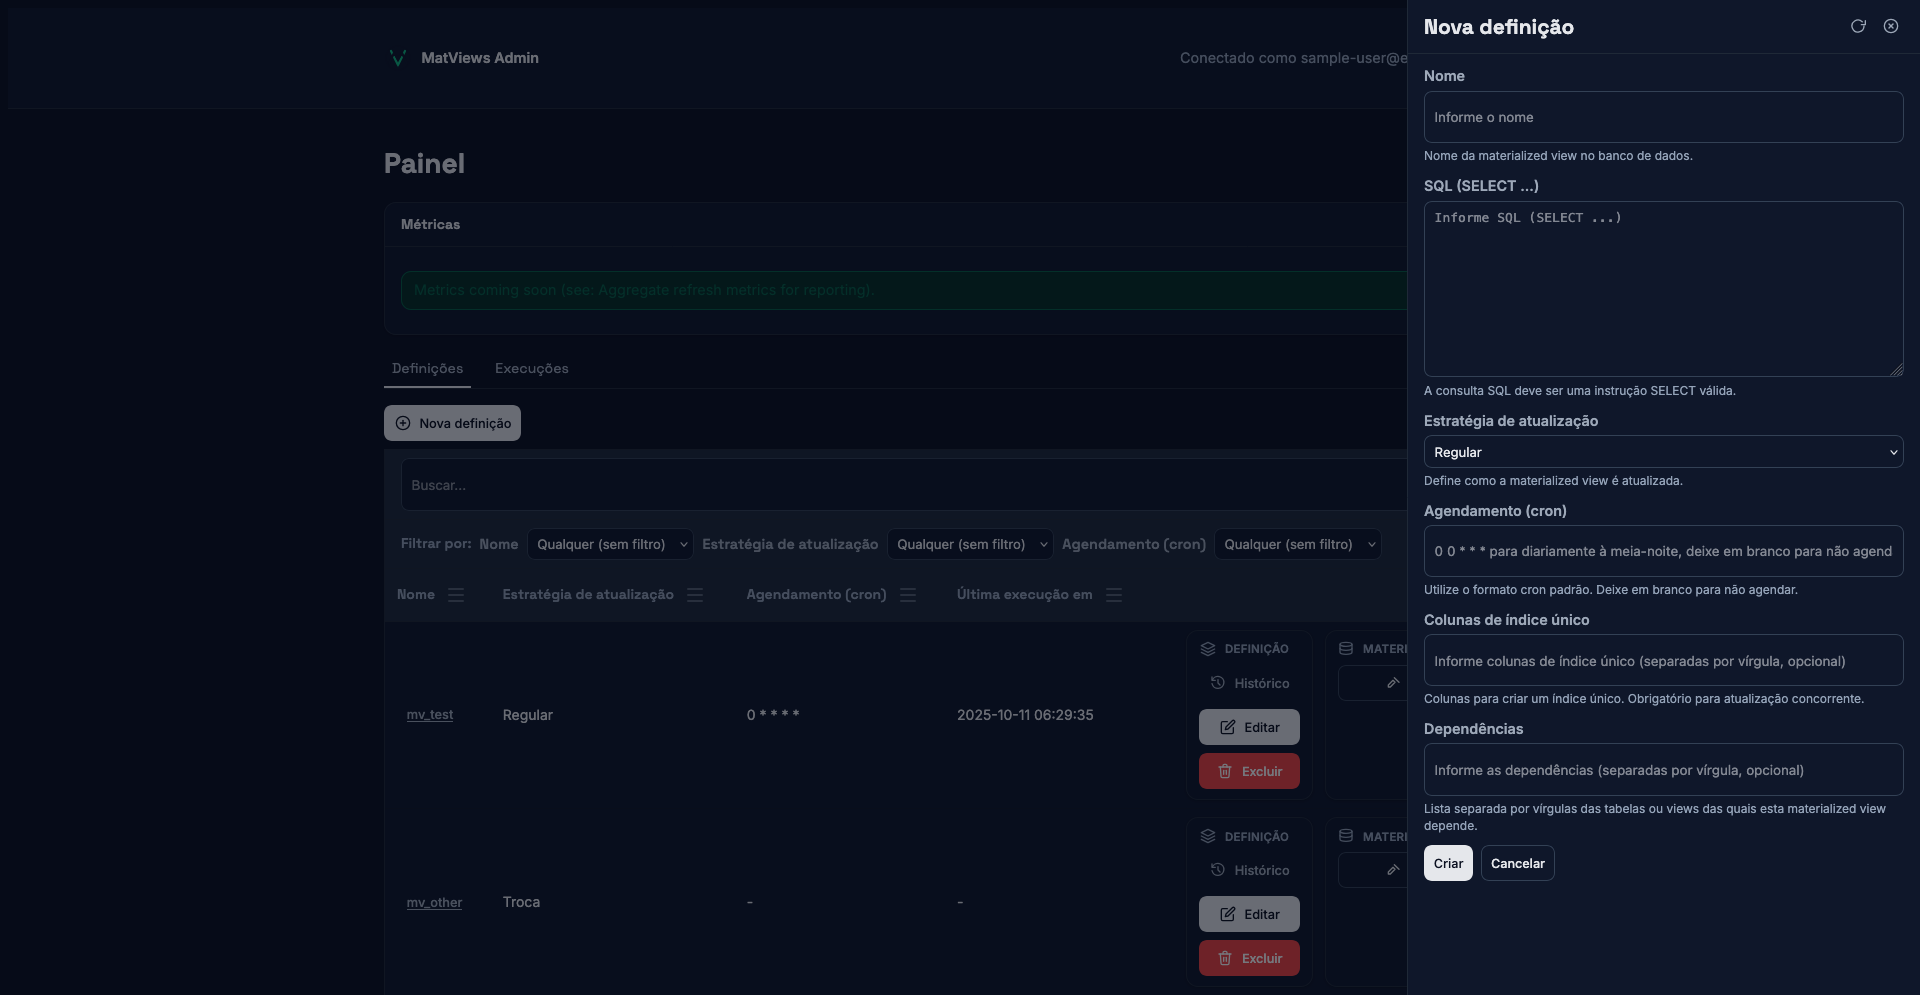 MatViews Admin
Conectado como sample-user@e
Painel
Métricas
Metrics coming soon (see: Aggregate refresh metrics for reporting).
Definições
Execuções
Nova definição
Buscar...
Filtrar por: Nome Qualquer (sem filtro) Estratégia de atualização Qualquer (sem filtro) Agendamento (cron) Qualquer (sem filtro)
Nome Estratégia de atualização Agendamento (cron) Última execução em
DEFINIÇÃO
MATERI
Histórico
mv_test Regular 0 * * * * 2025-10-11 06:29:35
Editar
Excluir
DEFINIÇÃO
MATERI
Histórico
mv_other Troca - -
Editar
Excluir
Nova definição
Nome
Informe o nome
Nome da materialized view no banco de dados.
SQL (SELECT ...)
Informe SQL (SELECT ...)
A consulta SQL deve ser uma instrução SELECT válida.
Estratégia de atualização
Regular
Define como a materialized view é atualizada.
Agendamento (cron)
0 0 * * * para diariamente à meia-noite, deixe em branco para não agend
Utilize o formato cron padrão. Deixe em branco para não agendar.
Colunas de índice único
Informe colunas de índice único (separadas por vírgula, opcional)
Colunas para criar um índice único. Obrigatório para atualização concorrente.
Dependências
Informe as dependências (separadas por vírgula, opcional)
Lista separada por vírgulas das tabelas ou views das quais esta materialized view
depende.
Criar
Cancelar